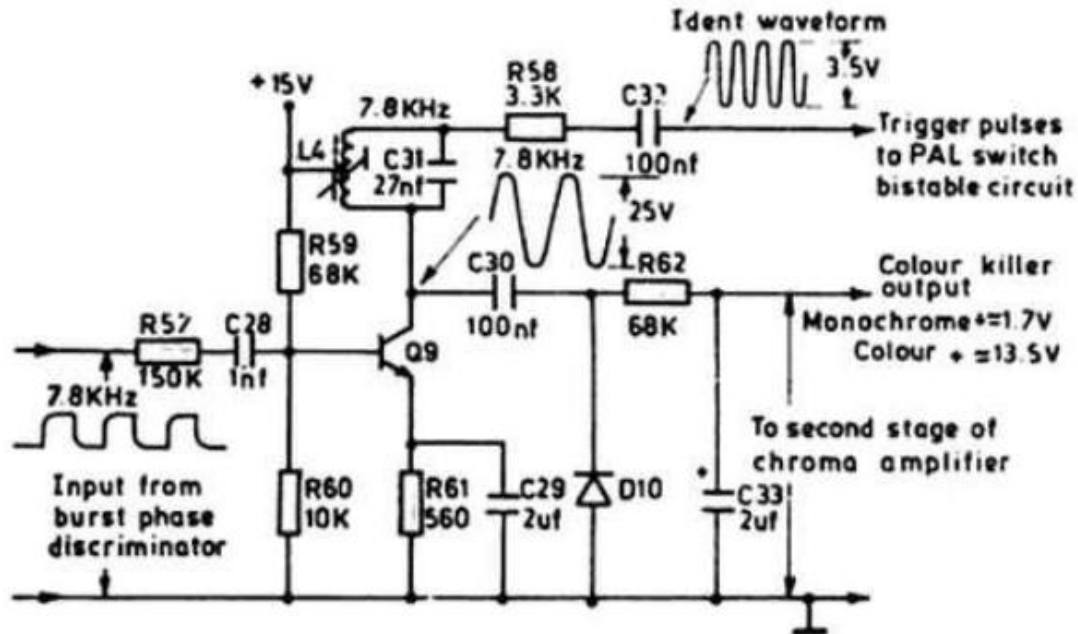 Ident waveform
3.5V
+15V
R58
3.3K
C32
100nf
7.8KHz
L4
C31
27nf
Trigger pulses
to PAL switch
bistable circuit
7.8KHz
25V
R59
68K
C30
100nf
R62
68K
Colour killer
output
Monochrome +=1.7V
Colour + =13.5V
R57
150K
C28
1nf
Q9
7.8KHz
Input from
burst phase
discriminator
R60
10K
R61
560
C29
2uf
D10
+
C33
2uf
To second stage of
chroma amplifier